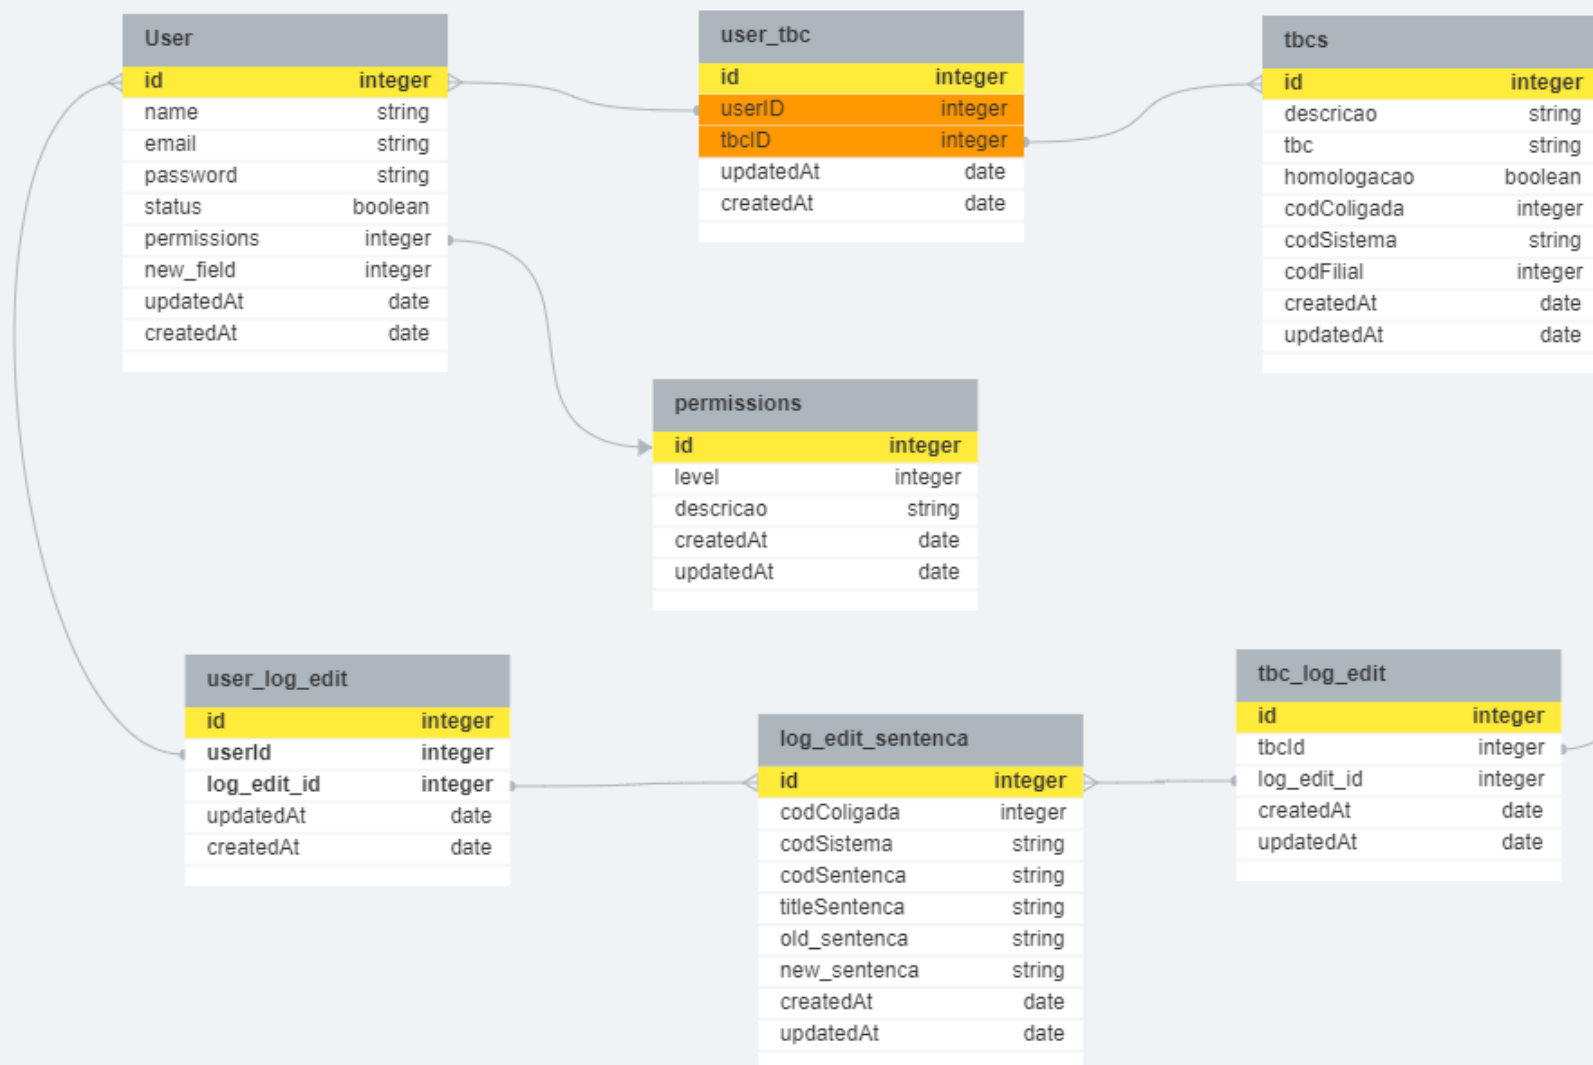 User
id integer
name string
email string
password string
status boolean
permissions integer
new_field integer
updatedAt date
createdAt date
user_tbc
id integer
userID integer
tbcID integer
updatedAt date
createdAt date
tbcs
id integer
descricao string
tbc string
homologacao boolean
codColigada integer
codSistema string
codFilial integer
createdAt date
updatedAt date
permissions
id integer
level integer
descricao string
createdAt date
updatedAt date
user_log_edit
id integer
userId integer
log_edit_id integer
updatedAt date
createdAt date
log_edit_sentenca
id integer
codColigada integer
codSistema string
codSentenca string
titleSentenca string
old_sentenca string
new_sentenca string
createdAt date
updatedAt date
tbc_log_edit
id integer
tbcId integer
log_edit_id integer
createdAt date
updatedAt date